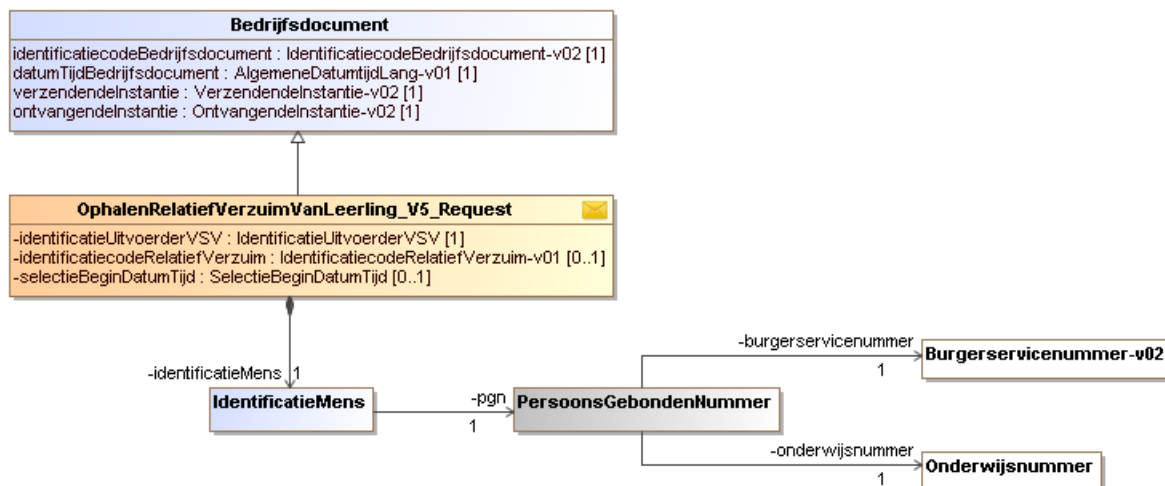 Bedrijfsdocument
identificatiecodeBedrijfsdocument : IdentificatiecodeBedrijfsdocument-v02 [1]
datumTijdBedrijfsdocument : AlgemeneDatumtijdLang-v01 [1]
verzendendeInstantie : VerzendendeInstantie-v02 [1]
ontvangendeInstantie : OntvangendeInstantie-v02 [1]
OphalenRelatiefVerzuimVanLeerling_V5_Request
-identificatieUitvoerderVSV : IdentificatieUitvoerderVSV [1]
-identificatiecodeRelatiefVerzuim : IdentificatiecodeRelatiefVerzuim-v01 [0..1]
-selectieBeginDatumTijd : SelectieBeginDatumTijd [0..1]
-identificatieMens 1
IdentificatieMens
-pgn
1
PersoonsGebondenNummer
-burgerservicenummer
1
Burgerservicenummer-v02
-onderwijsnummer
1
Onderwijsnummer